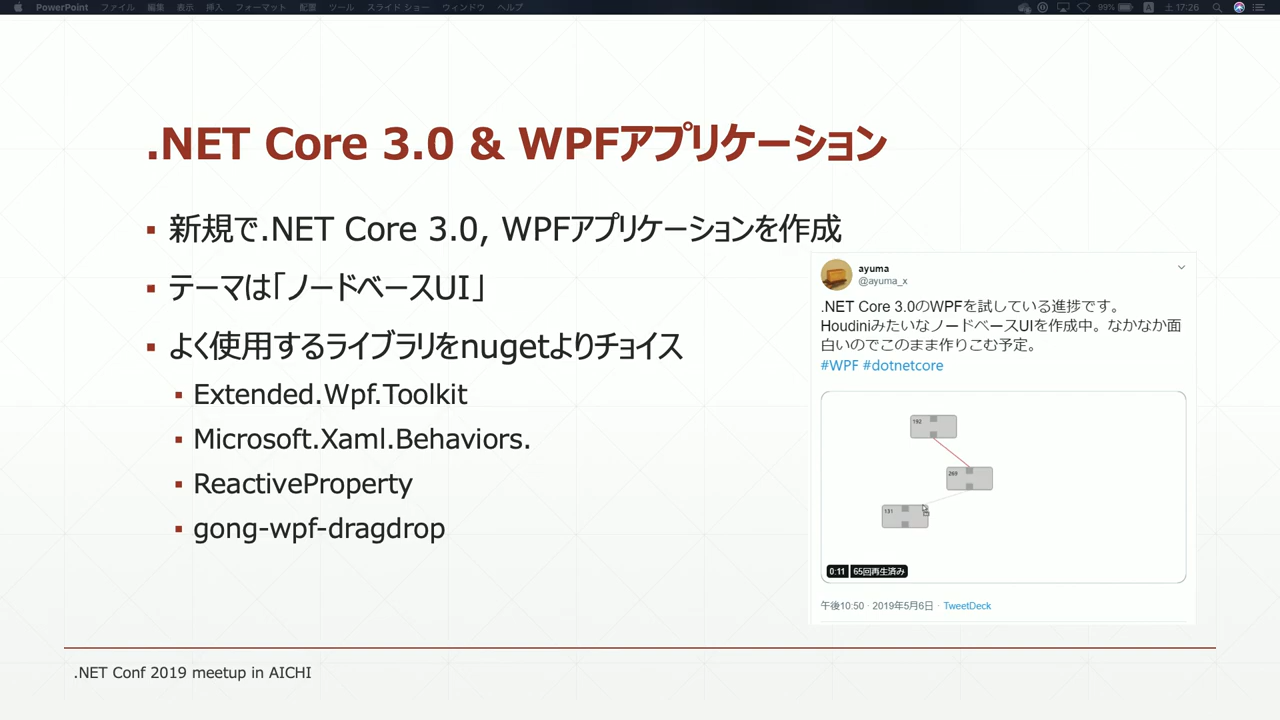 PowerPoint ファイル 編集 表示 挿入 フォーマット 配置 ツール スライド ショー ウィンドウ ヘルプ 99% A 土17:26
.NET Core 3.0 & WPFアプリケーション
▪ 新規で.NET Core 3.0, WPFアプリケーションを作成
▪ テーマは「ノードベースUI」
▪ よく使用するライブラリをnugetよりチョイス
▪ Extended.Wpf.Toolkit
▪ Microsoft.Xaml.Behaviors.
▪ ReactiveProperty
▪ gong-wpf-dragdrop
ayuma
@ayuma_x
.NET Core 3.0のWPFを試している進捗です。
HoudiniみたいなノードベースUIを作成中。なかなか面
白いのでこのまま作りこむ予定。
#WPF #dotnetcore
192
269
131
0:11 65回再生済み
午後10:50 · 2019年5月6日 · TweetDeck
.NET Conf 2019 meetup in AICHI